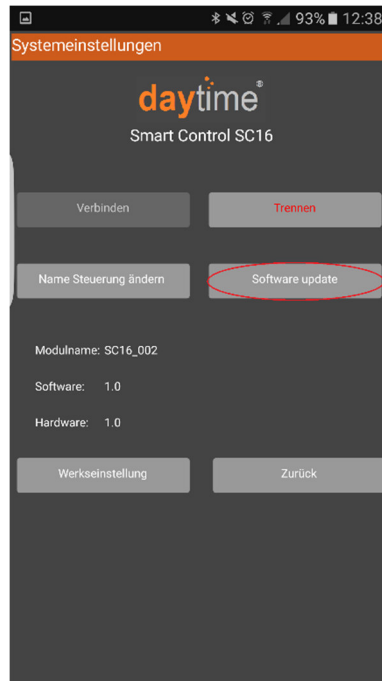 93% 12:38
Systemeinstellungen
daytime®
Smart Control SC16
Verbinden Trennen
Name Steuerung ändern Software update
Modulname: SC16_002
Software: 1.0
Hardware: 1.0
Werkseinstellung Zurück